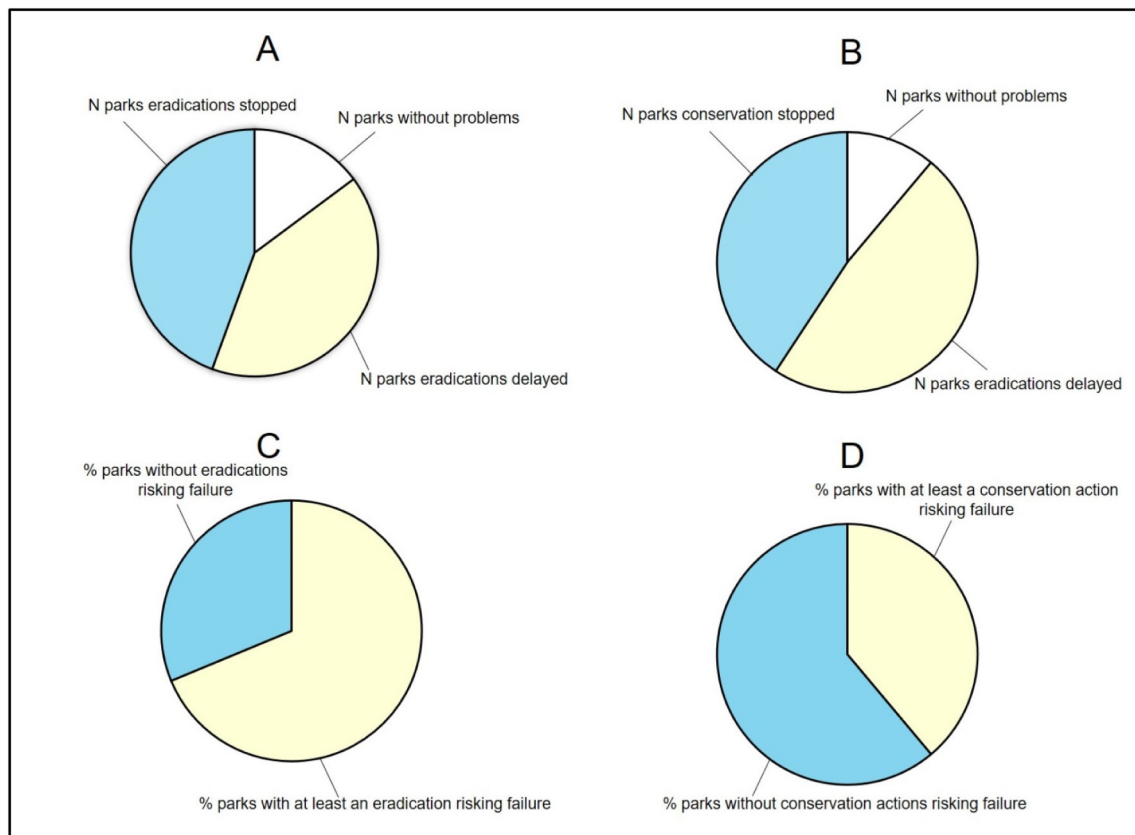 A
N parks eradications stopped
N parks without problems
N parks eradications delayed
B
N parks without problems
N parks conservation stopped
N parks eradications delayed
C
% parks without eradications
risking failure
% parks with at least an eradication risking failure
D
% parks with at least a conservation action
risking failure
% parks without conservation actions risking failure